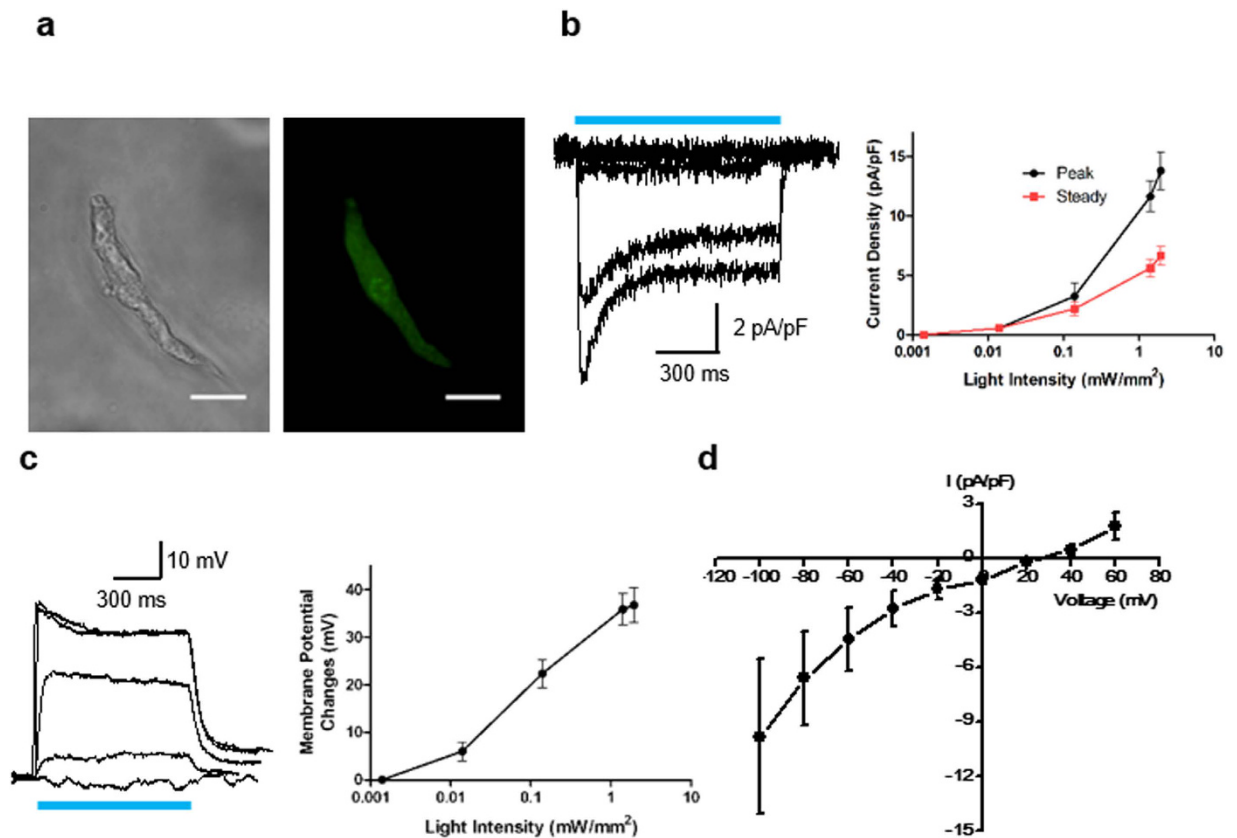 a
b
2 pA/pF
300 ms
Current Density (pA/pF)
15
10
5
0
Peak
Steady
0.001
0.01
0.1
1
10
Light Intensity (mW/mm²)
c
10 mV
300 ms
Membrane Potential
Changes (mV)
40
30
20
10
0
0.001
0.01
0.1
1
10
Light Intensity (mW/mm²)
d
I (pA/pF)
3
0
-3
-6
-9
-12
-15
-120
-100
-80
-60
-40
-20
0
20
40
60
80
Voltage (mV)